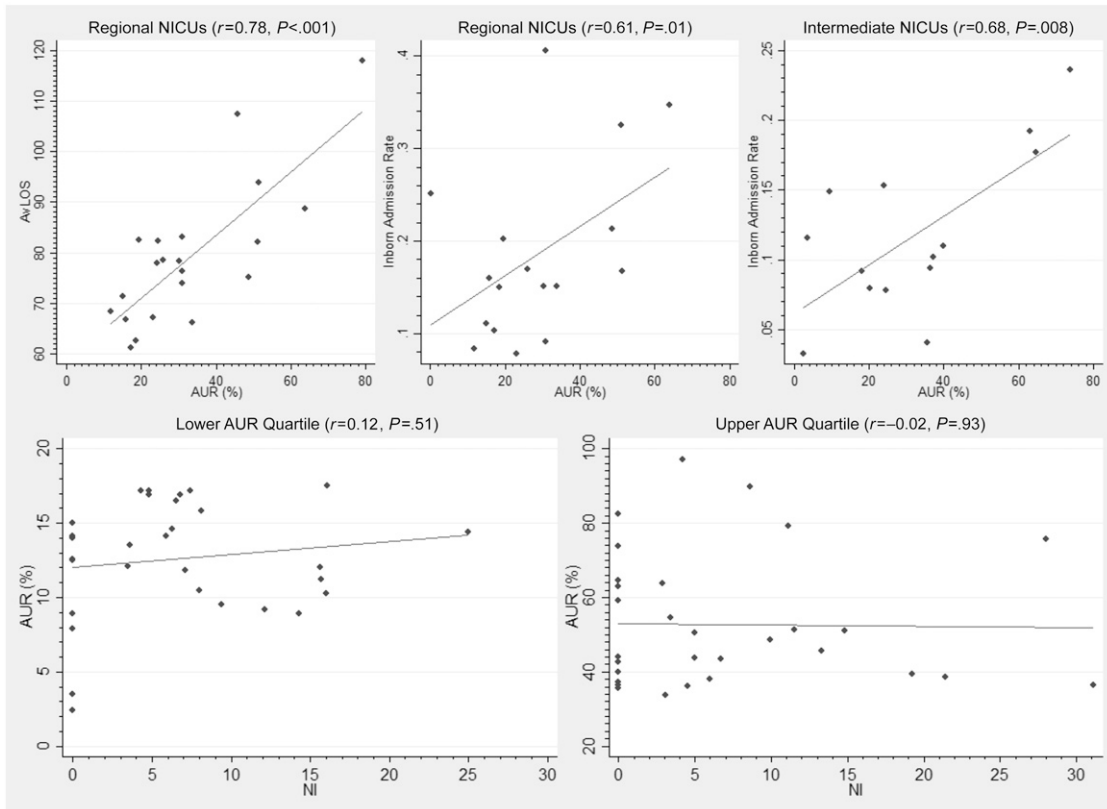 Regional NICUs (r=0.78, P<.001)
AvLOS
120
110
100
90
80
70
60
0 20 40 60 80
AUR (%)
Regional NICUs (r=0.61, P=.01)
Inborn Admission Rate
.4
.3
.2
.1
0 20 40 60 80
AUR (%)
Intermediate NICUs (r=0.68, P=.008)
Inborn Admission Rate
.25
.2
.15
.1
.05
0 20 40 60 80
AUR (%)
Lower AUR Quartile (r=0.12, P=.51)
AUR (%)
20
15
10
5
0
0 5 10 15 20 25 30
NI
Upper AUR Quartile (r=–0.02, P=.93)
AUR (%)
100
80
60
40
20
0 5 10 15 20 25 30
NI